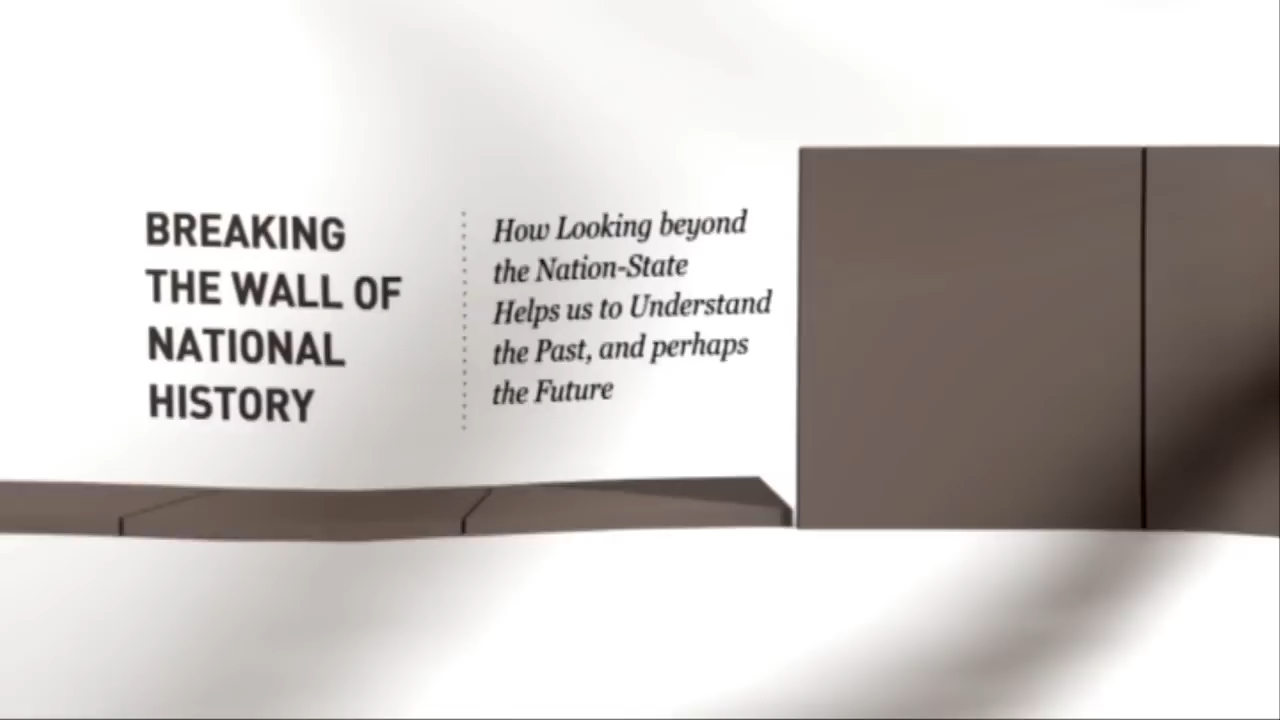 BREAKING
THE WALL OF
NATIONAL
HISTORY
How Looking beyond
the Nation-State
Helps us to Understand
the Past, and perhaps
the Future